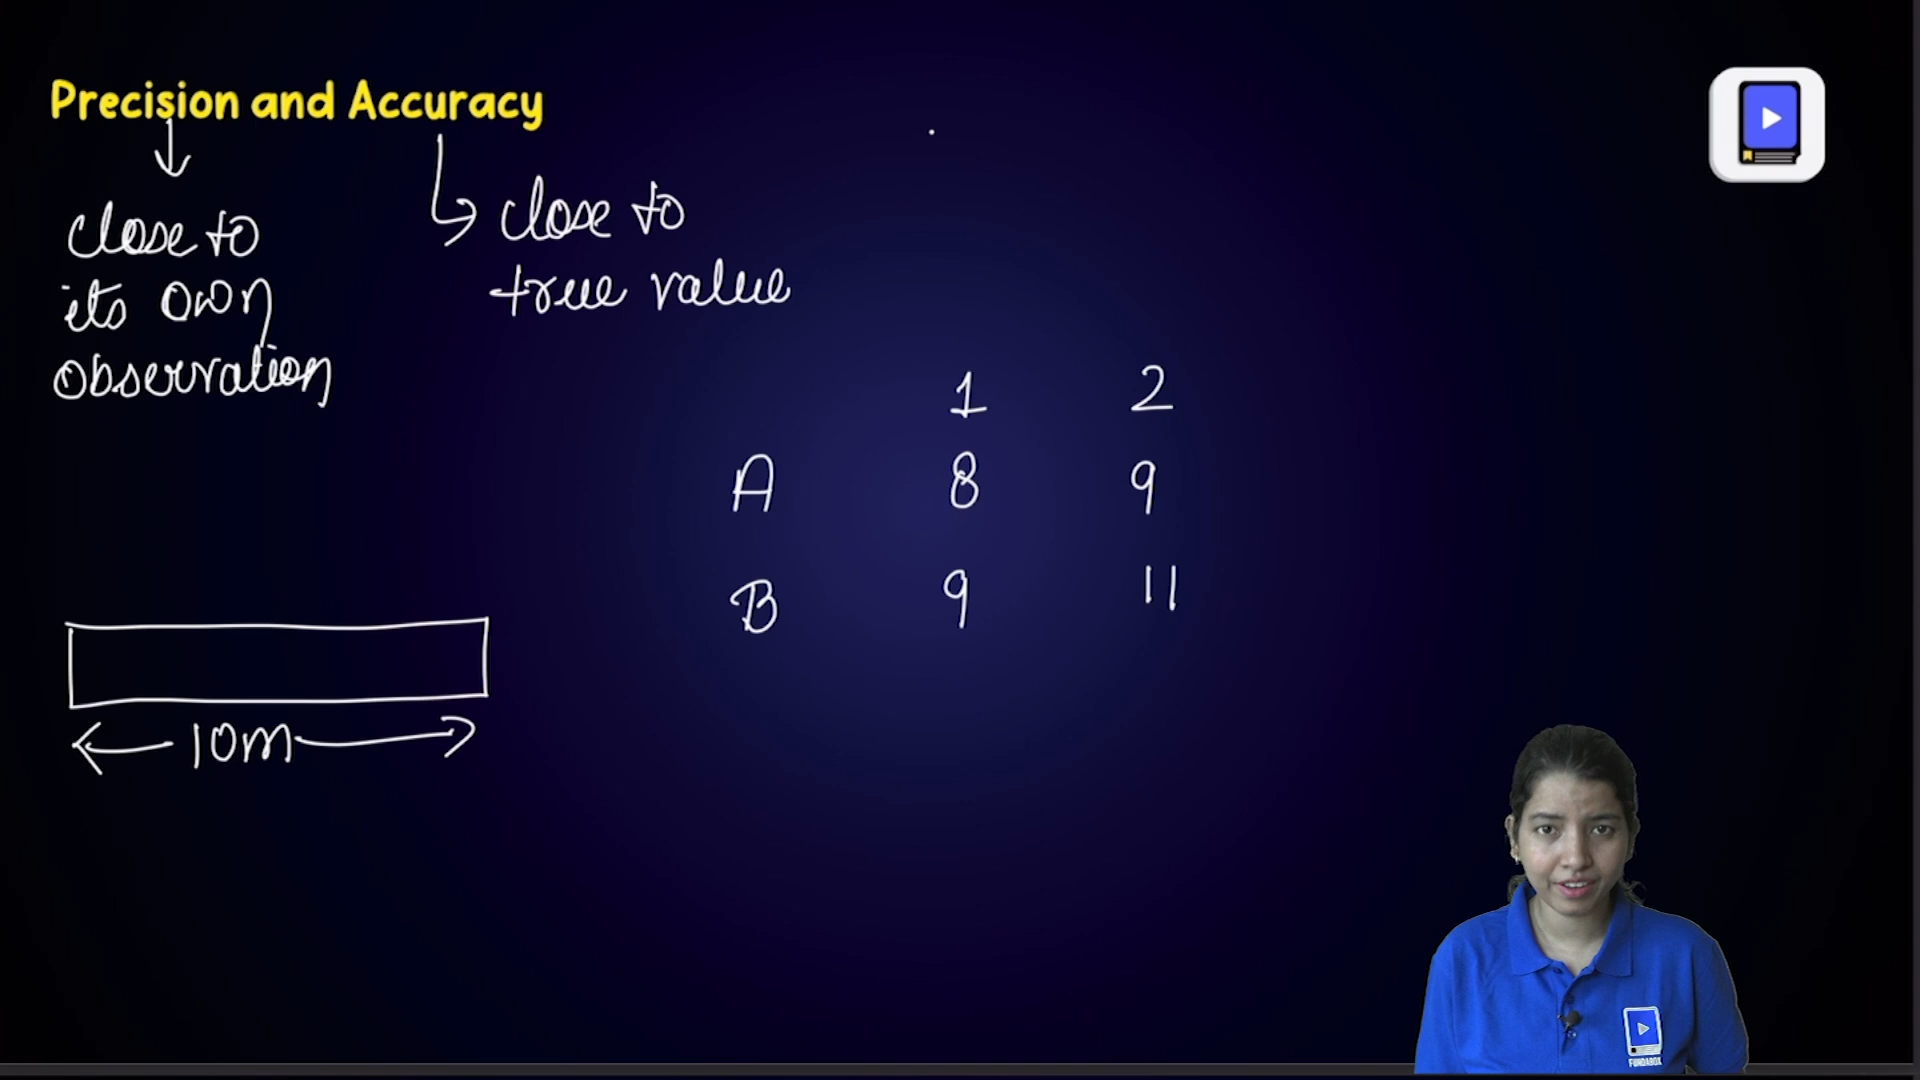 Precision and Accuracy
close to
its own
observation
close to
true value
1 2
A 8 9
B 9 11
10m
FUNDABOX